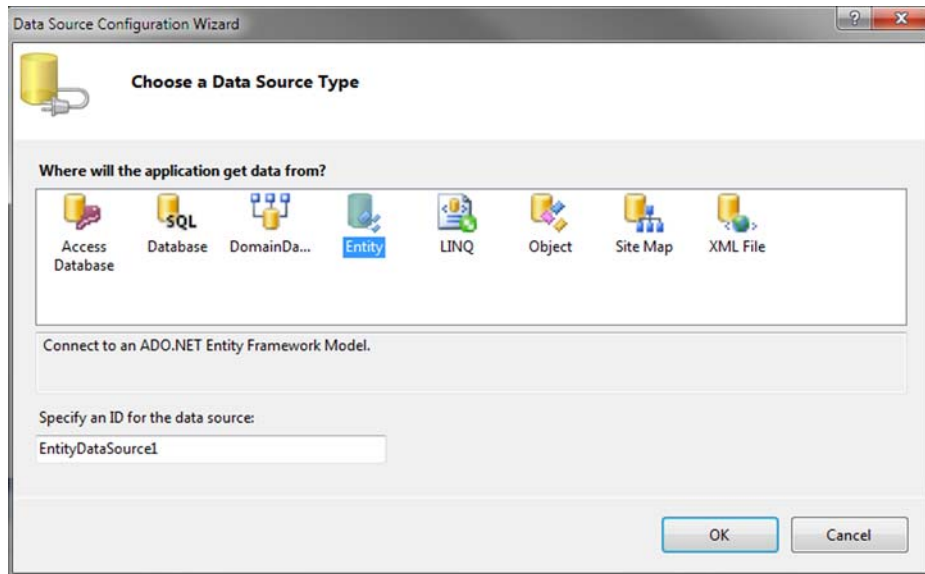 Data Source Configuration Wizard
Choose a Data Source Type
Where will the application get data from?
Access Database
SQL
Database
DomainDa...
Entity
LINQ
Object
Site Map
XML File
Connect to an ADO.NET Entity Framework Model.
Specify an ID for the data source:
EntityDataSource1
OK
Cancel